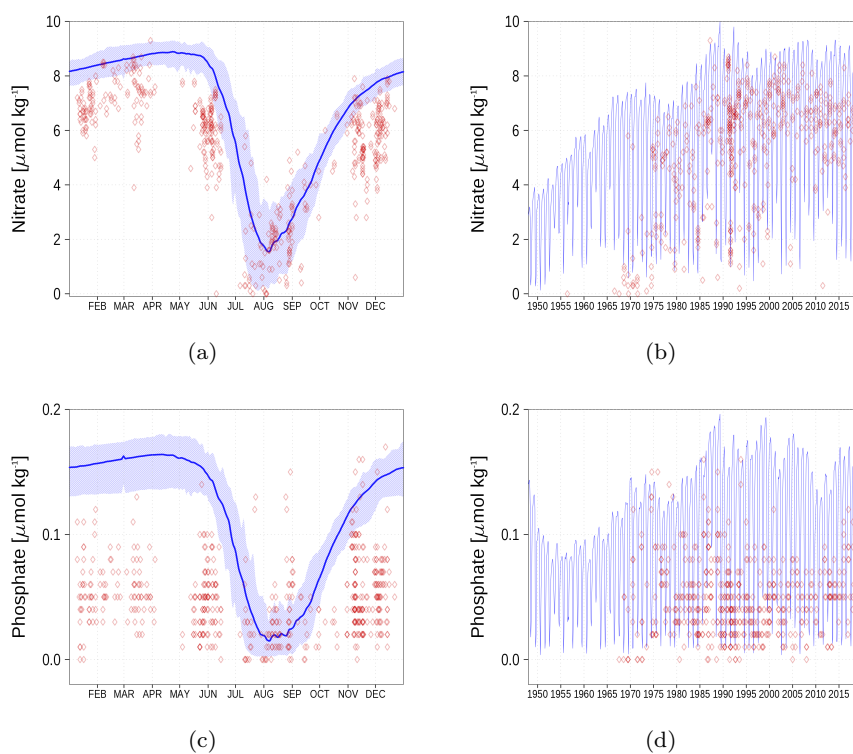 10
8
6
4
2
0
Nitrate [μmol kg⁻¹]
FEB MAR APR MAY JUN JUL AUG SEP OCT NOV DEC
(a)
10
8
6
4
2
0
Nitrate [μmol kg⁻¹]
1950 1955 1960 1965 1970 1975 1980 1985 1990 1995 2000 2005 2010 2015
(b)
0.2
0.1
0.0
Phosphate [μmol kg⁻¹]
FEB MAR APR MAY JUN JUL AUG SEP OCT NOV DEC
(c)
0.2
0.1
0.0
Phosphate [μmol kg⁻¹]
1950 1955 1960 1965 1970 1975 1980 1985 1990 1995 2000 2005 2010 2015
(d)